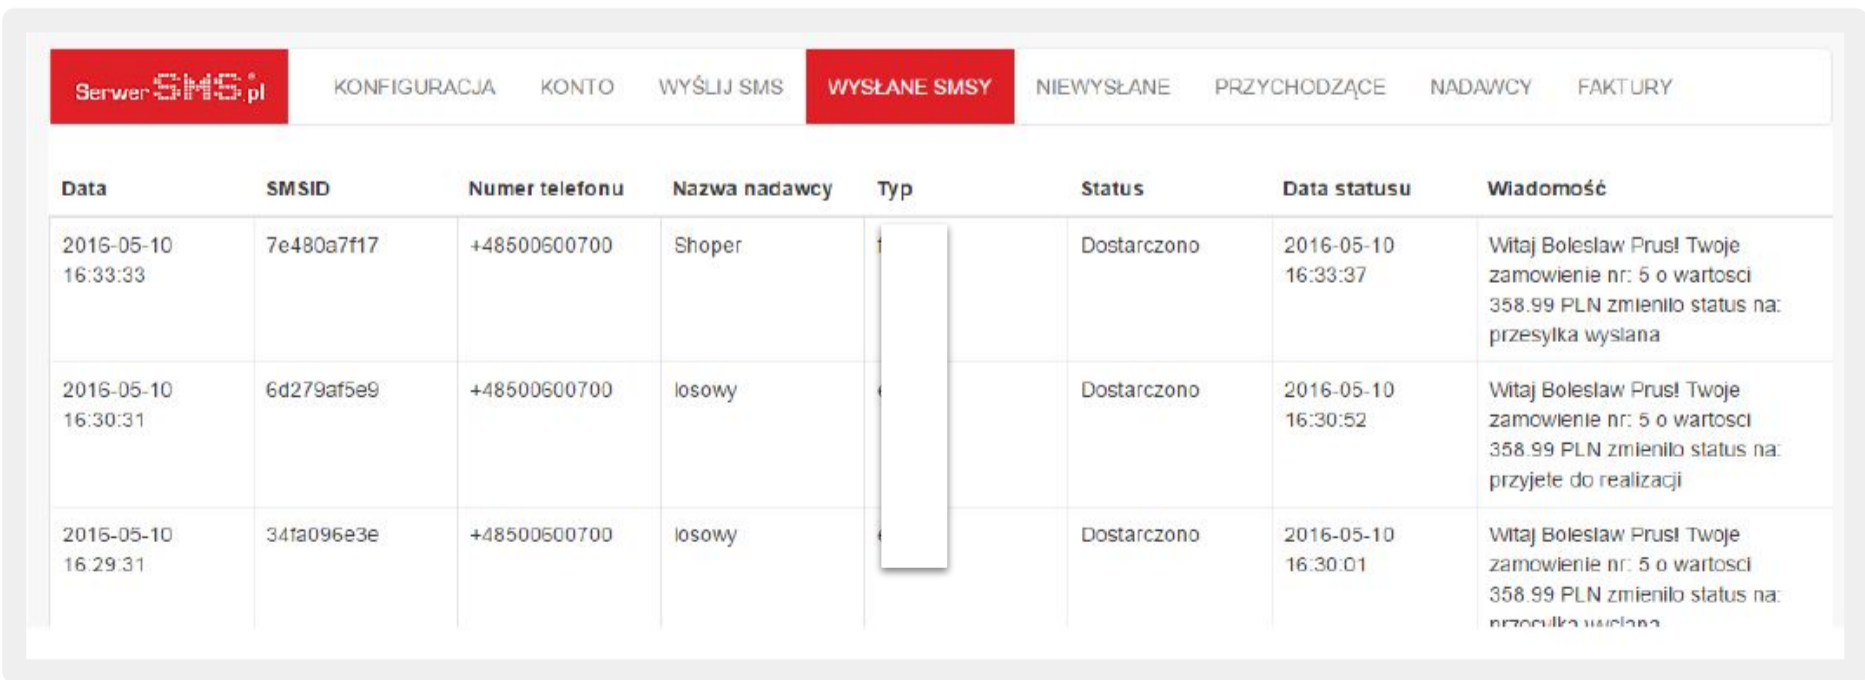 SerwerSMS.pl KONFIGURACJA KONTO WYŚLIJ SMS WYSŁANE SMSY NIEWYSŁANE PRZYCHODZĄCE NADAWCY FAKTURY
Data SMSID Numer telefonu Nazwa nadawcy Typ Status Data statusu Wiadomość
2016-05-10 7e480a7f17 +48500600700 Shoper Dostarczono 2016-05-10 Witaj Boleslaw Prus! Twoje
16:33:33 16:33:37 zamowienie nr: 5 o wartosci
358.99 PLN zmienilo status na:
przesylka wyslana
2016-05-10 6d279af5e9 +48500600700 losowy Dostarczono 2016-05-10 Witaj Boleslaw Prus! Twoje
16:30:31 16:30:52 zamowienie nr: 5 o wartosci
358.99 PLN zmienilo status na:
przyjete do realizacji
2016-05-10 34fa096e3e +48500600700 losowy Dostarczono 2016-05-10 Witaj Boleslaw Prus! Twoje
16:29:31 16:30:01 zamowienie nr: 5 o wartosci
358.99 PLN zmienilo status na:
przesylka wyslana